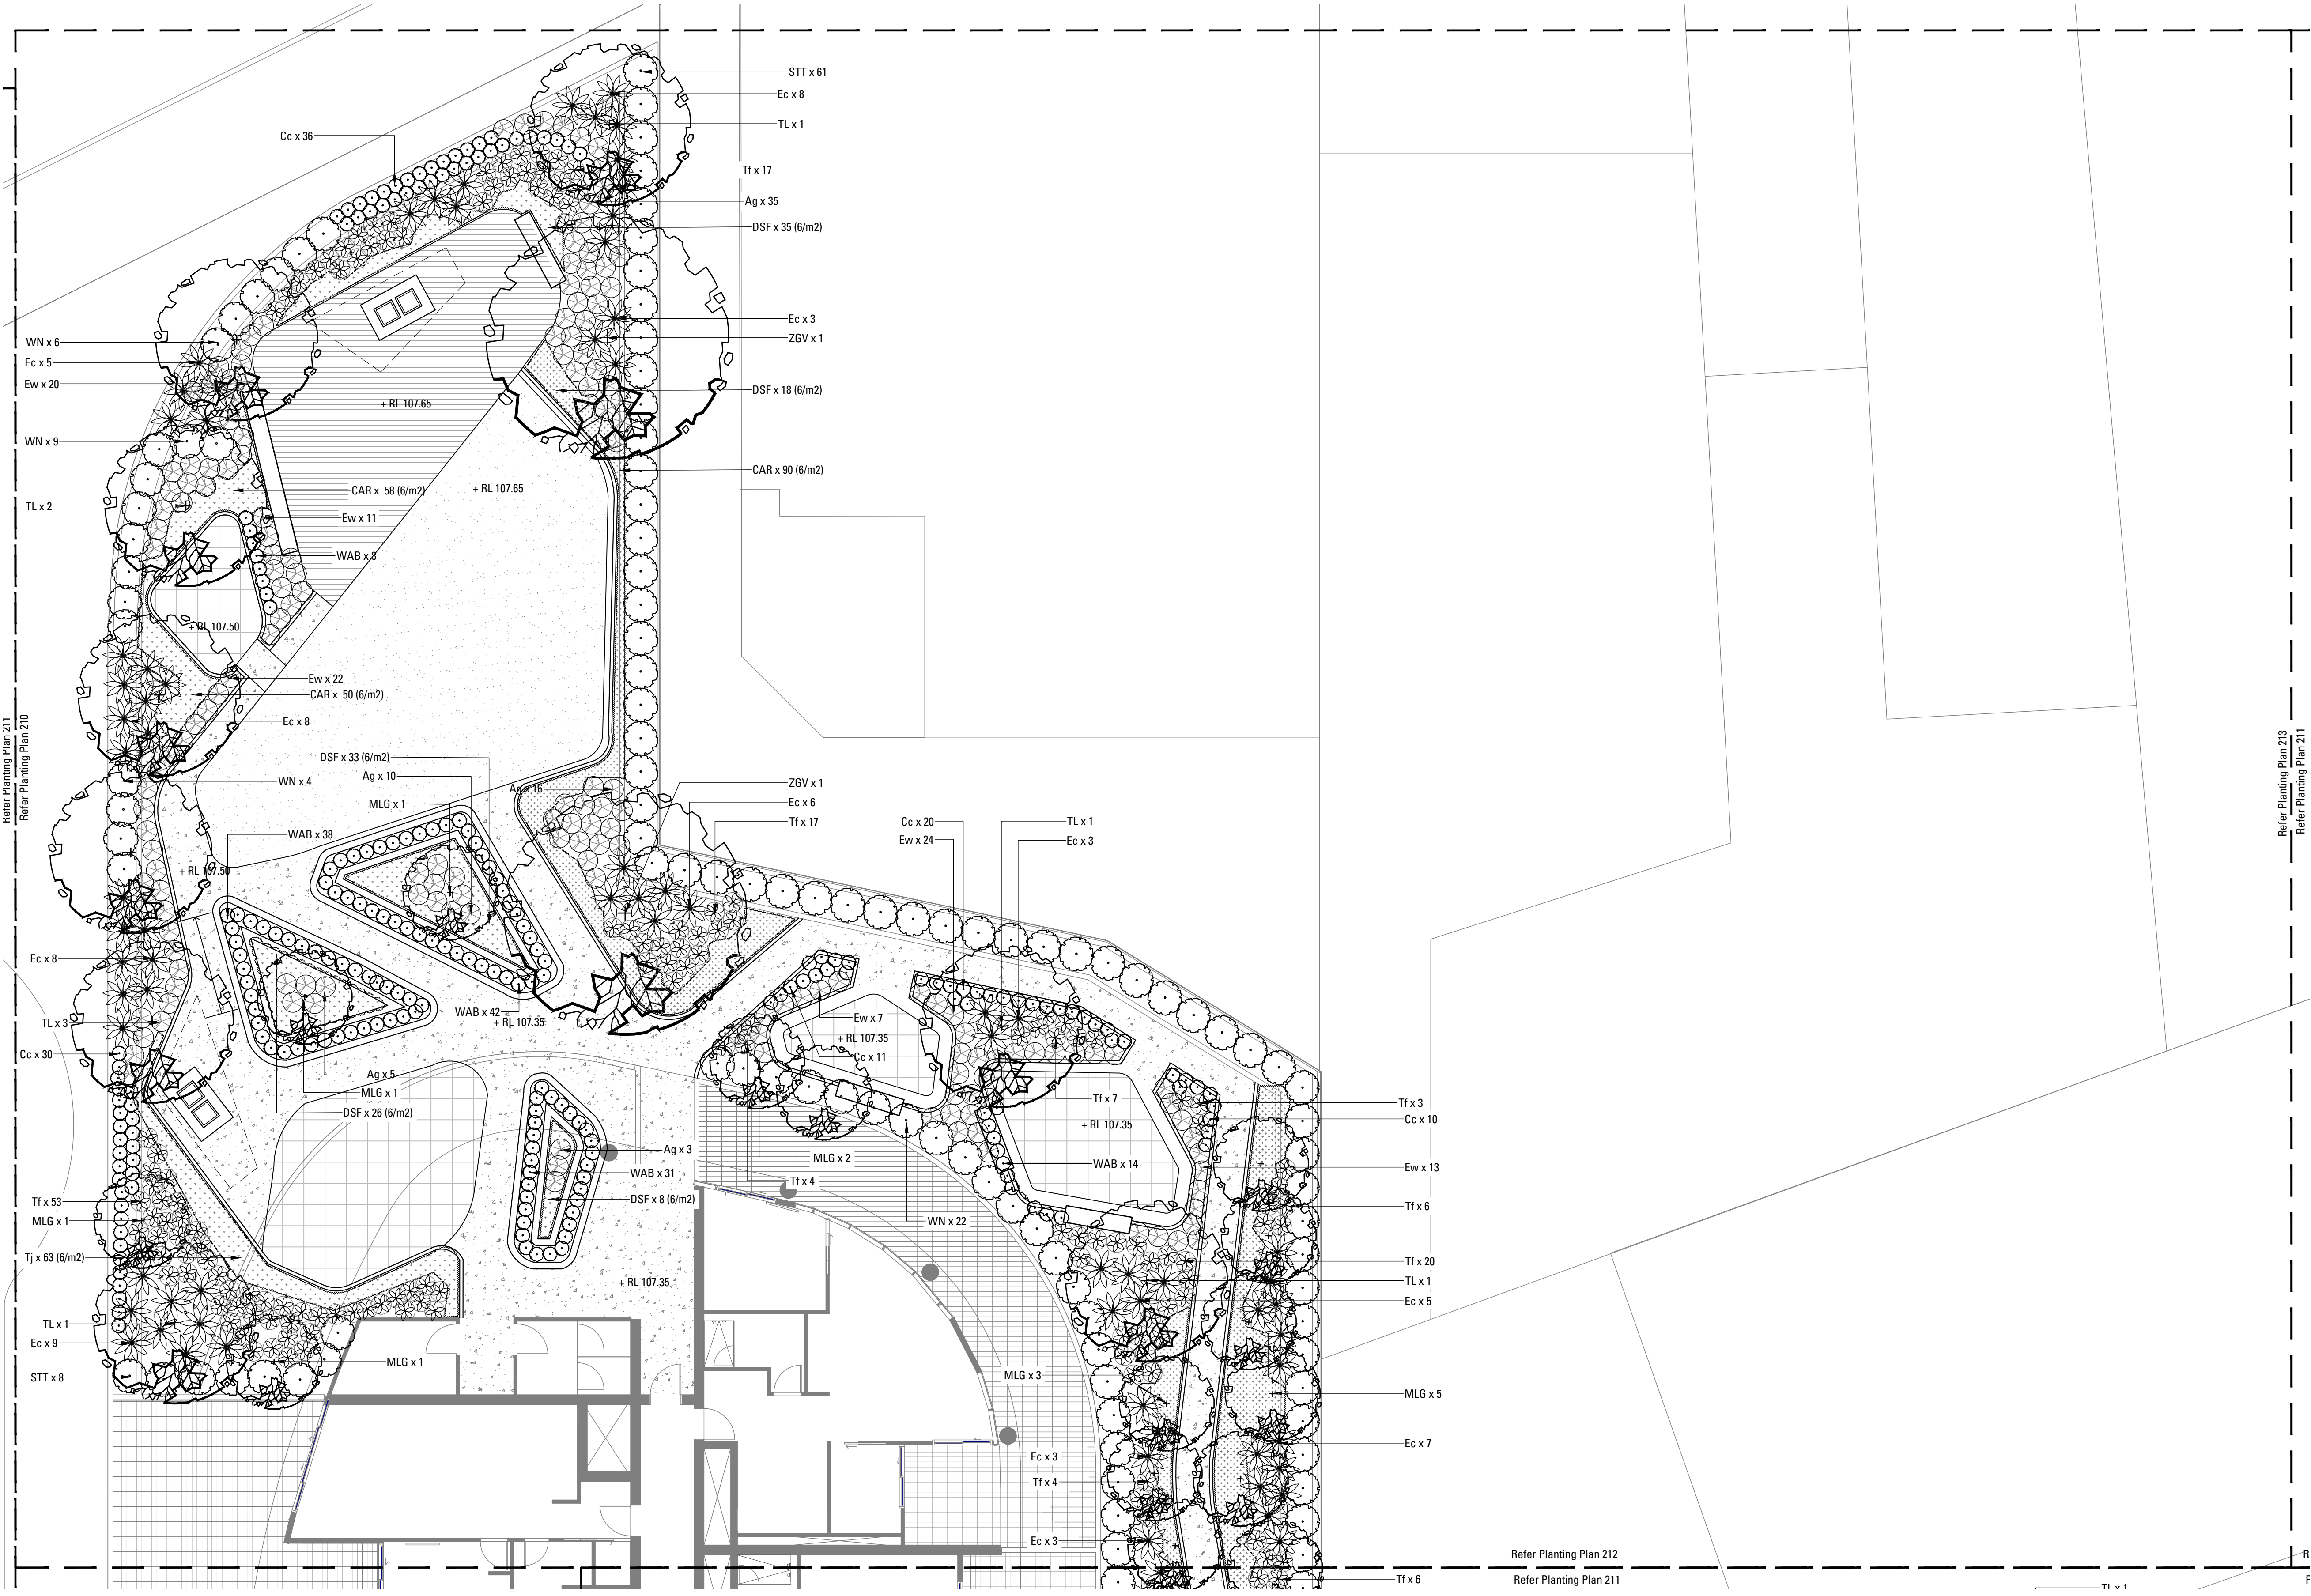 STT x 61
Ec x 8
TL x 1
Cc x 36
Tf x 17
Ag x 35
DSF x 35 (6/m2)
Ec x 3
ZGV x 1
WN x 6
Ec x 5
Ew x 20
DSF x 18 (6/m2)
+ RL 107.65
WN x 9
CAR x 90 (6/m2)
CAR x 58 (6/m2)
+ RL 107.65
TL x 2
Ew x 11
WAB x 8
+ RL 107.50
Ew x 22
CAR x 50 (6/m2)
Ec x 8
Refer Planting Plan 211
Refer Planting Plan 210
Refer Planting Plan 213
Refer Planting Plan 211
DSF x 33 (6/m2)
Ag x 10
WN x 4
Ag x 16
ZGV x 1
MLG x 1
Ec x 6
Tf x 17
Cc x 20
TL x 1
WAB x 38
Ew x 24
Ec x 3
+ RL 107.50
Ec x 8
WAB x 42
+ RL 107.35
Ew x 7
TL x 3
+ RL 107.35
Cc x 30
Cc x 11
Ag x 5
MLG x 1
Tf x 7
Tf x 3
DSF x 26 (6/m2)
Cc x 10
+ RL 107.35
Ag x 3
MLG x 2
WAB x 14
Ew x 13
WAB x 31
Tf x 4
Tf x 53
DSF x 8 (6/m2)
Tf x 6
MLG x 1
WN x 22
Tj x 63 (6/m2)
Tf x 20
+ RL 107.35
TL x 1
Ec x 5
TL x 1
Ec x 9
MLG x 1
STT x 8
MLG x 3
MLG x 5
Ec x 7
Ec x 3
Tf x 4
Ec x 3
Refer Planting Plan 212
Refer Planting Plan 211
Tf x 6
TL x 1